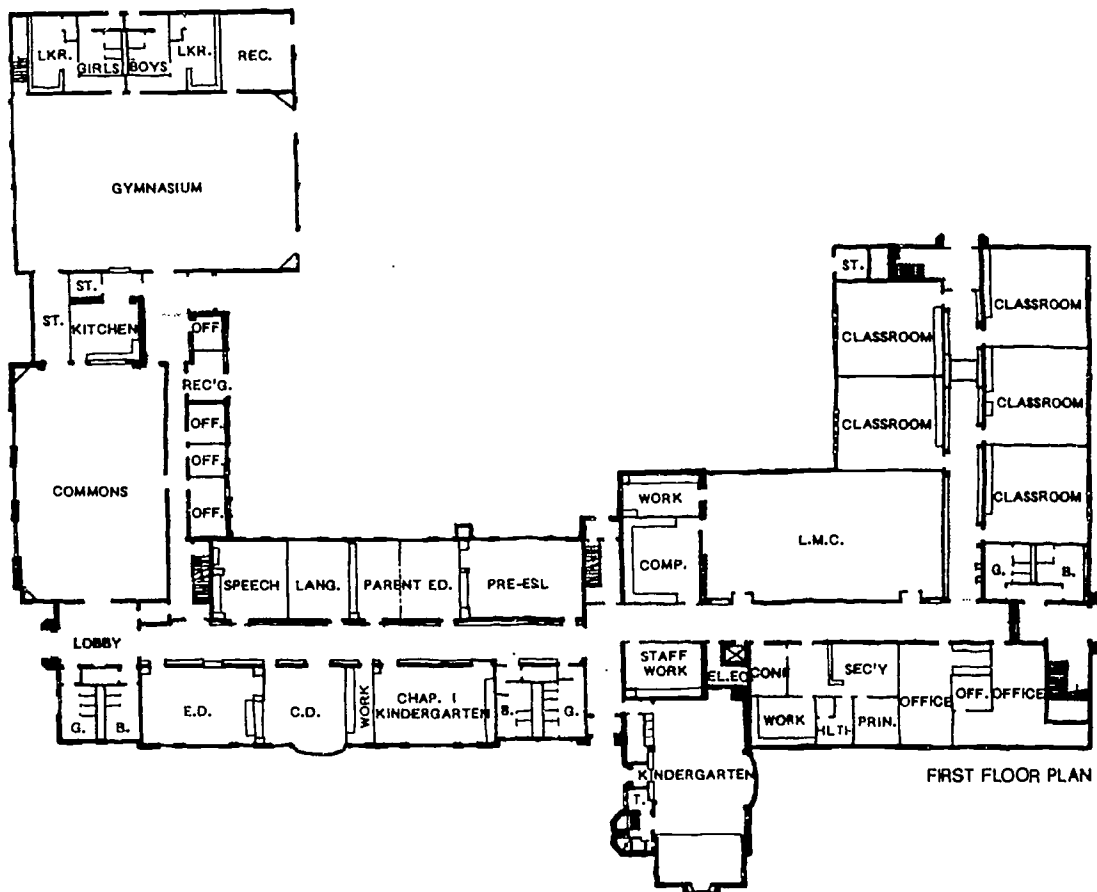 LKR.
GIRLS
BOYS
LKR.
REC.
GYMNASIUM
ST.
ST.
KITCHEN
OFF.
REC'G.
OFF.
OFF.
OFF.
COMMONS
SPEECH
LANG.
PARENT ED.
PRE-ESL
LOBBY
G.
B.
E.D.
C.D.
WORK
CHAP. I
KINDERGARTEN
B.
G.
ST.
CLASSROOM
CLASSROOM
CLASSROOM
CLASSROOM
CLASSROOM
WORK
COMP.
L.M.C.
G.
B.
STAFF
WORK
ELEC
CONF
SEC'Y
WORK
HLTH
PRIN.
OFFICE
OFF.
OFFICE
KINDERGARTEN
T.
FIRST FLOOR PLAN